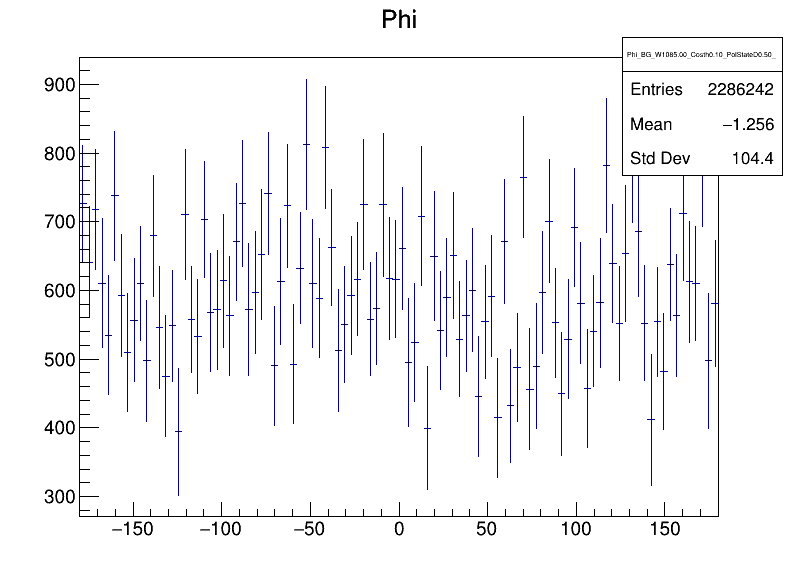 Phi
Phi_BG_W1085.00_Costh0.10_PolStateD0.50_
Entries 2286242
Mean −1.256
Std Dev 104.4
900
800
700
600
500
400
300
−150 −100 −50 0 50 100 150